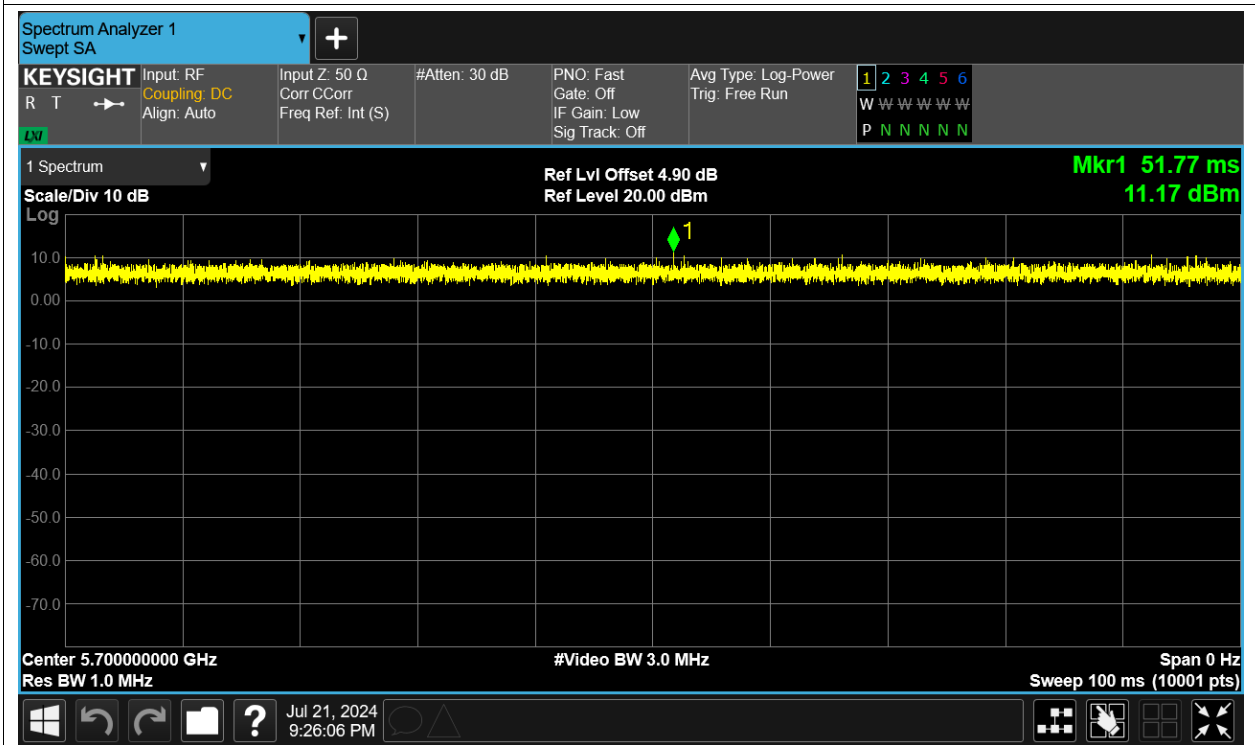 Spectrum Analyzer 1
Swept SA
KEYSIGHT
R T
LXI
Input: RF
Coupling: DC
Align: Auto
Input Z: 50 Ω
Corr CCorr
Freq Ref: Int (S)
#Atten: 30 dB
PNO: Fast
Gate: Off
IF Gain: Low
Sig Track: Off
Avg Type: Log-Power
Trig: Free Run
1 2 3 4 5 6
W W W W W W
P N N N N N
1 Spectrum
Scale/Div 10 dB
Log
Ref Lvl Offset 4.90 dB
Ref Level 20.00 dBm
Mkr1 51.77 ms
11.17 dBm
1
10.0
0.00
-10.0
-20.0
-30.0
-40.0
-50.0
-60.0
-70.0
Center 5.700000000 GHz
Res BW 1.0 MHz
#Video BW 3.0 MHz
Span 0 Hz
Sweep 100 ms (10001 pts)
?
Jul 21, 2024
9:26:06 PM